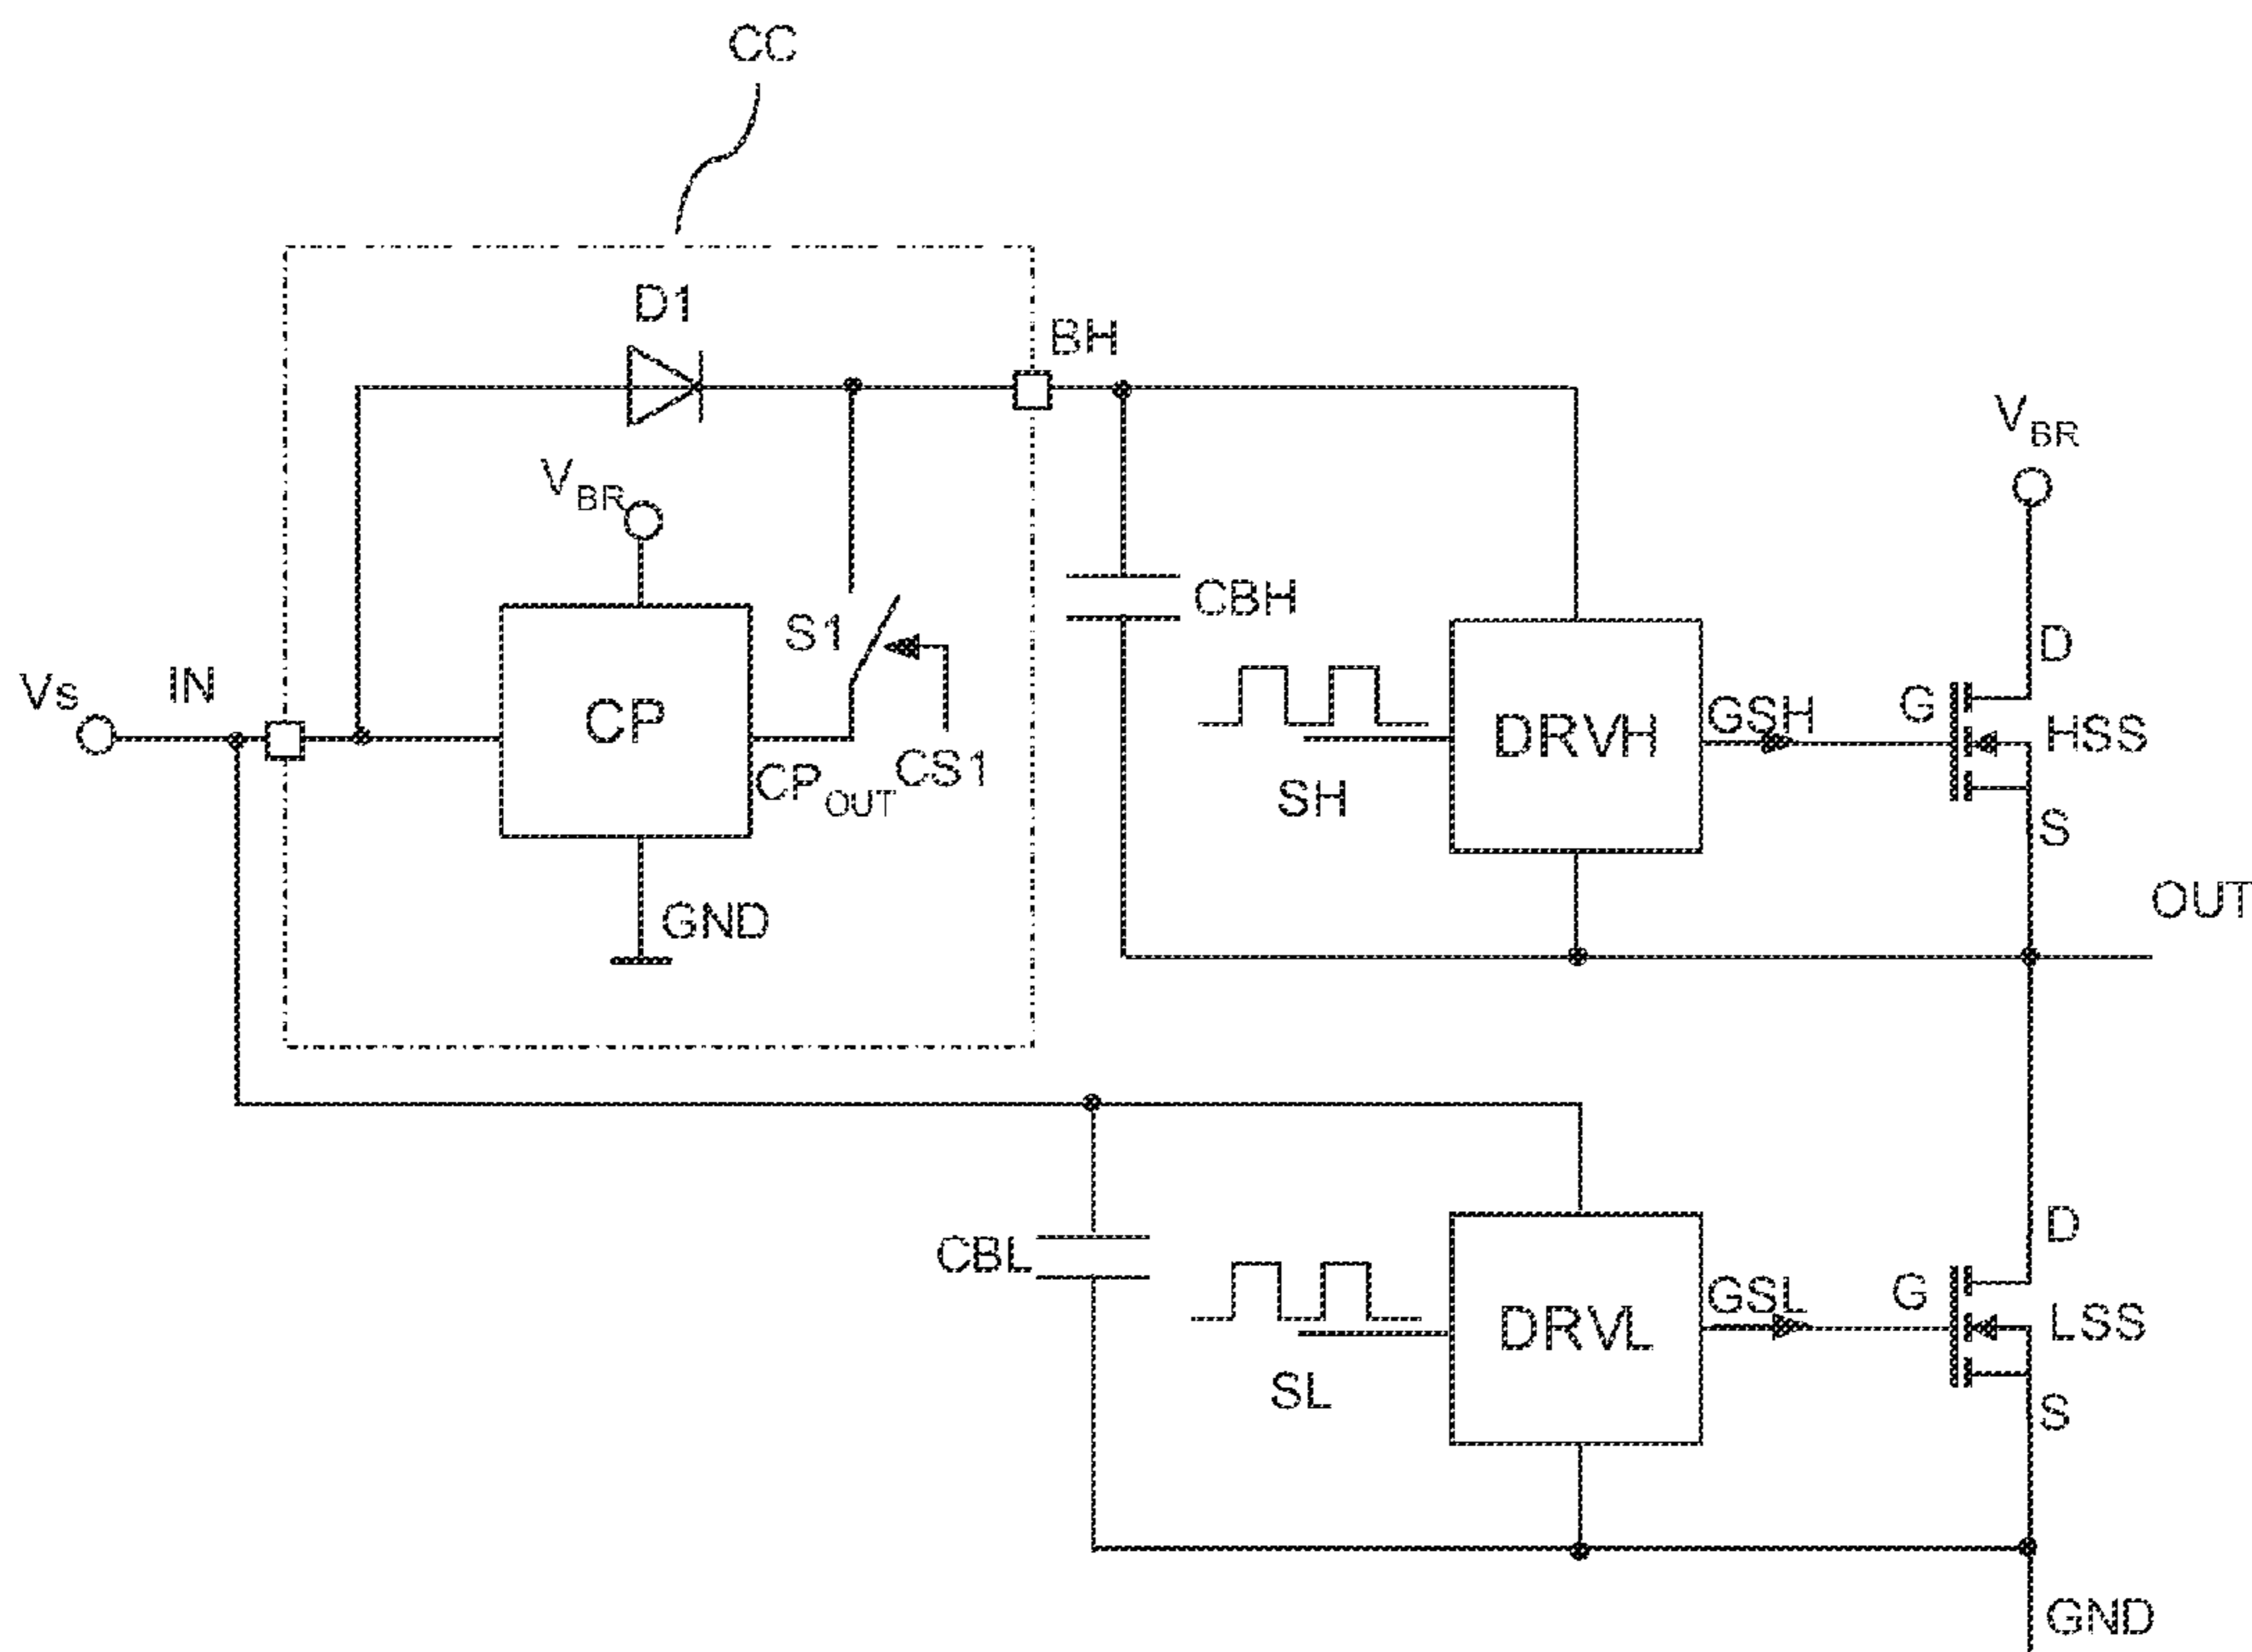 CC
D1
BH
VBR
VBR
CBH
S1
D
Vs
IN
CP
G
GSH
HSS
DRVH
CPOUT
CS1
SH
S
OUT
GND
D
CBL
GSL
G
DRVL
LSS
SL
S
GND